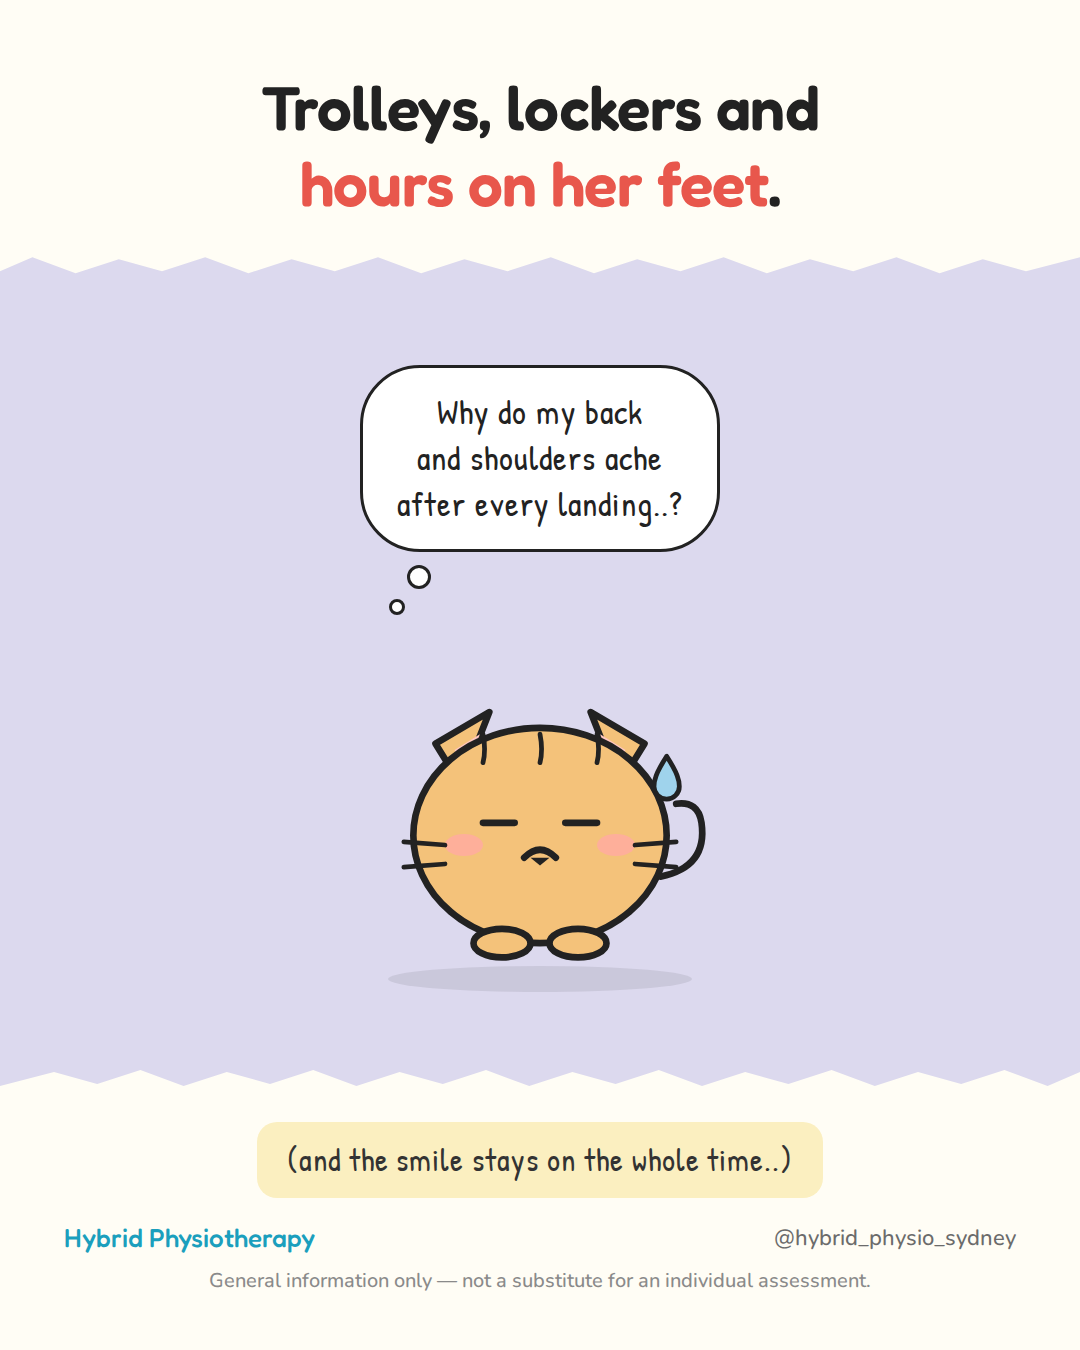 Trolleys, lockers and
hours on her feet.
Why do my back
and shoulders ache
after every landing..?
(and the smile stays on the whole time..)
Hybrid Physiotherapy
@hybrid_physio_sydney
General information only — not a substitute for an individual assessment.